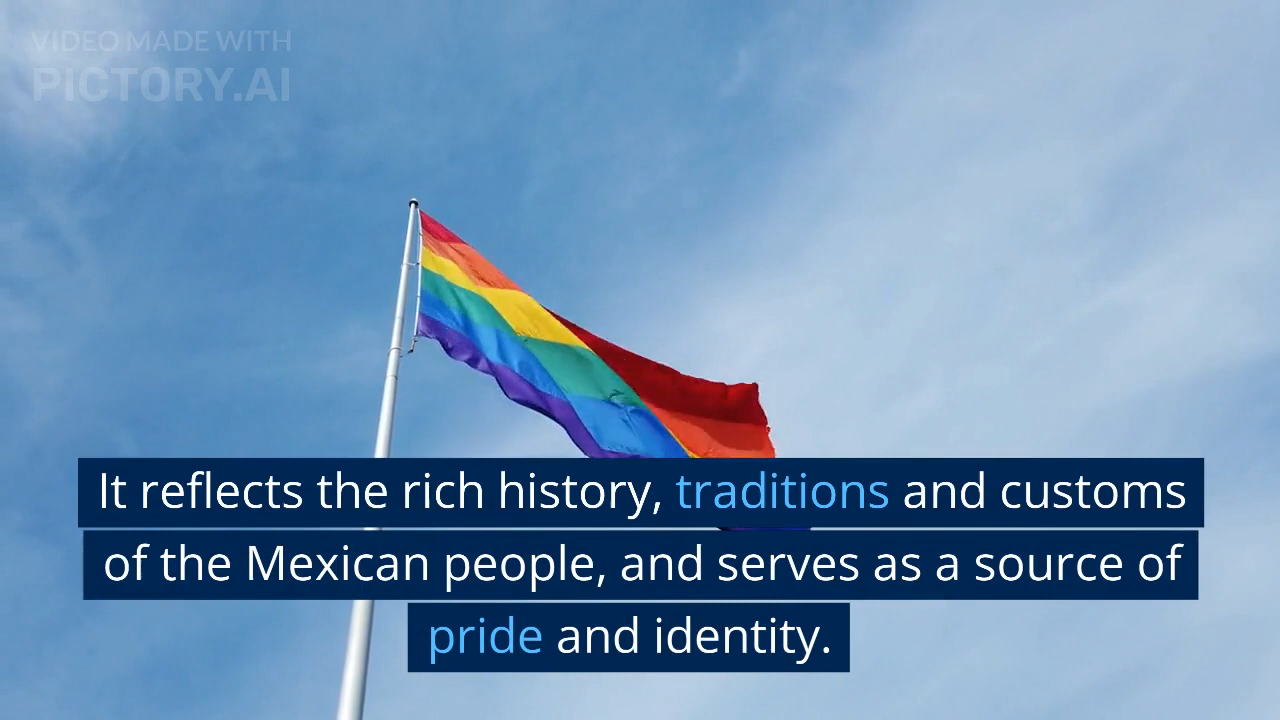 VIDEO MADE WITH
PICTORY.AI
It reflects the rich history, traditions and customs
of the Mexican people, and serves as a source of
pride and identity.